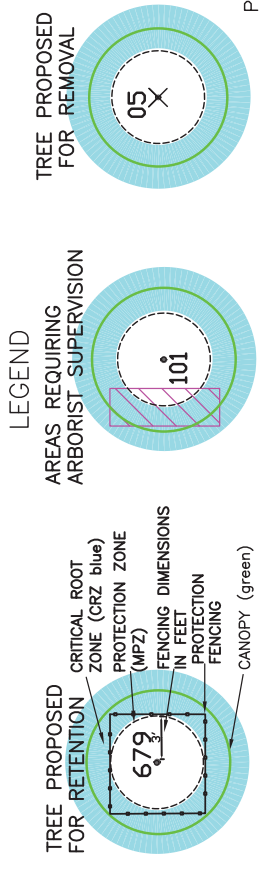 LEGEND
TREE PROPOSED
FOR RETENTION
679
3
CRITICAL ROOT
ZONE (CRZ blue)
PROTECTION ZONE
(MPZ)
FENCING DIMENSIONS
IN FEET
PROTECTION
FENCING
CANOPY (green)
AREAS REQUIRING
ARBORIST SUPERVISION
101
TREE PROPOSED
FOR REMOVAL
05
P